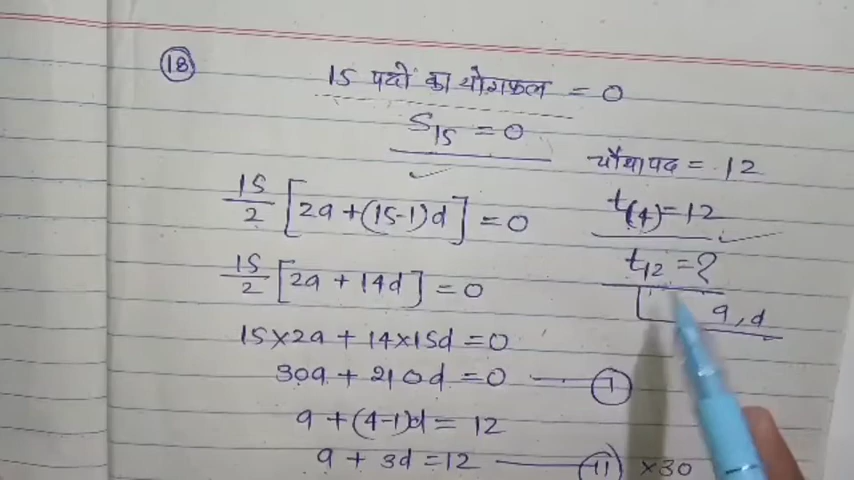 (18) 15 पदों का योगफल = 0
S15 = 0
चौथा पद = 12
t(4) = 12
t12 = ?
a, d
15/2 [2a + (15-1)d] = 0
15/2 [2a + 14d] = 0
15×2a + 14×15d = 0
30a + 210d = 0 — (I)
a + (4-1)d = 12
a + 3d = 12 — (II) ×30